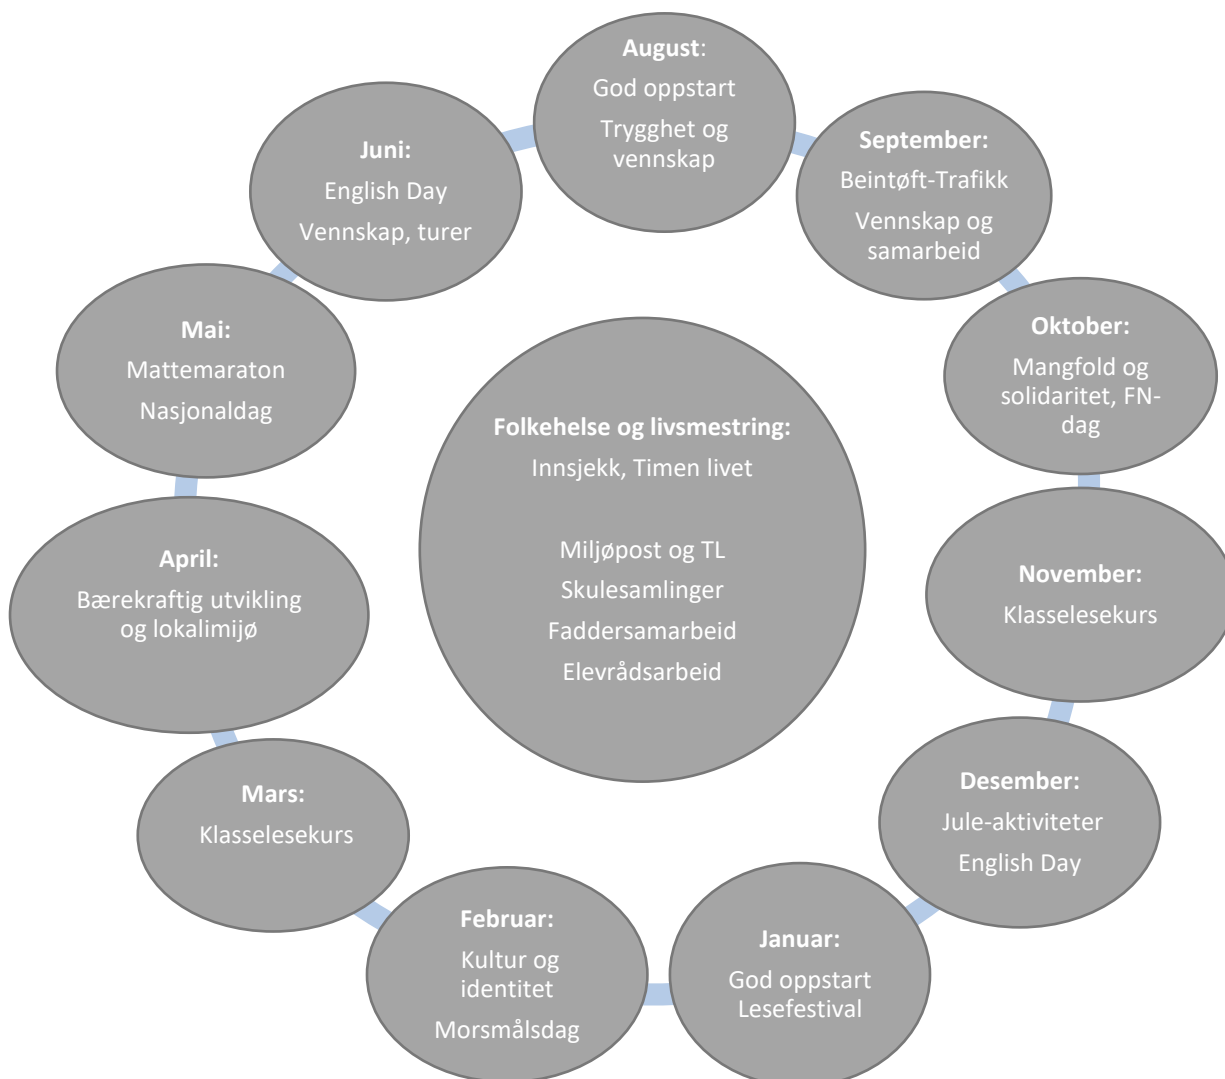 August:
God oppstart
Trygghet og
vennskap
September:
Beintøft-Trafikk
Vennskap og
samarbeid
Oktober:
Mangfold og
solidaritet, FN-
dag
November:
Klasselesekurs
Desember:
Jule-aktiviteter
English Day
Januar:
God oppstart
Lesefestival
Februar:
Kultur og
identitet
Morsmålsdag
Mars:
Klasselesekurs
April:
Bærekraftig utvikling
og lokalimijø
Mai:
Mattemaraton
Nasjonaldag
Juni:
English Day
Vennskap, turer
Folkehelse og livsmestring:
Innsjekk, Timen livet
Miljøpost og TL
Skulesamlinger
Faddersamarbeid
Elevrådsarbeid